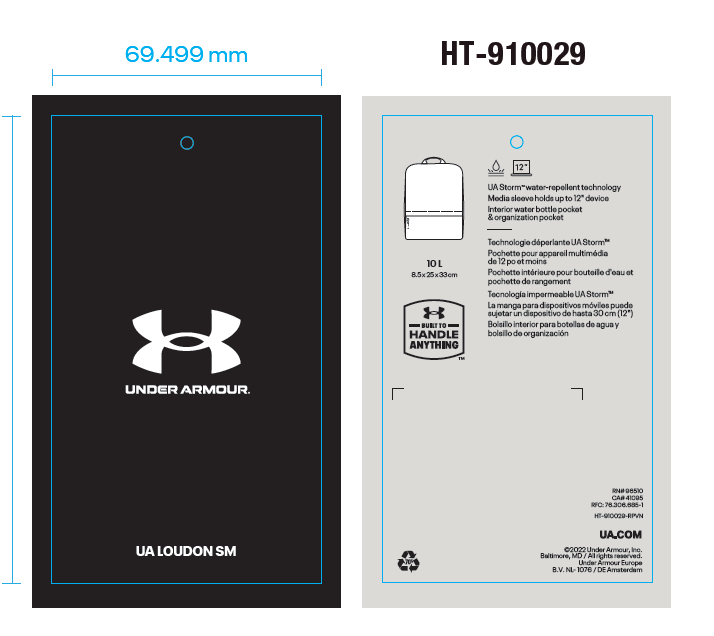 69.499 mm
HT-910029
UNDER ARMOUR.
UA LOUDON SM
12"
UA Storm™ water-repellent technology
Media sleeve holds up to 12" device
Interior water bottle pocket
& organization pocket
Technologie déperlante UA Storm™
Pochette pour appareil multimédia
de 12 po et moins
Pochette intérieure pour bouteille d'eau et
pochette de rangement
Tecnología impermeable UA Storm™
La manga para dispositivos móviles puede
sujetar un dispositivo de hasta 30 cm (12")
Bolsillo interior para botellas de agua y
bolsillo de organización
10 L
8.5 x 25 x 33 cm
BUILT TO
HANDLE
ANYTHING
™
RN# 96510
CA# 41095
RFC: 76.306.685-1
HT-910029-RPVN
UA.COM
©2022 Under Armour, Inc.
Baltimore, MD / All rights reserved.
Under Armour Europe
B.V. NL- 1076 / DE Amsterdam